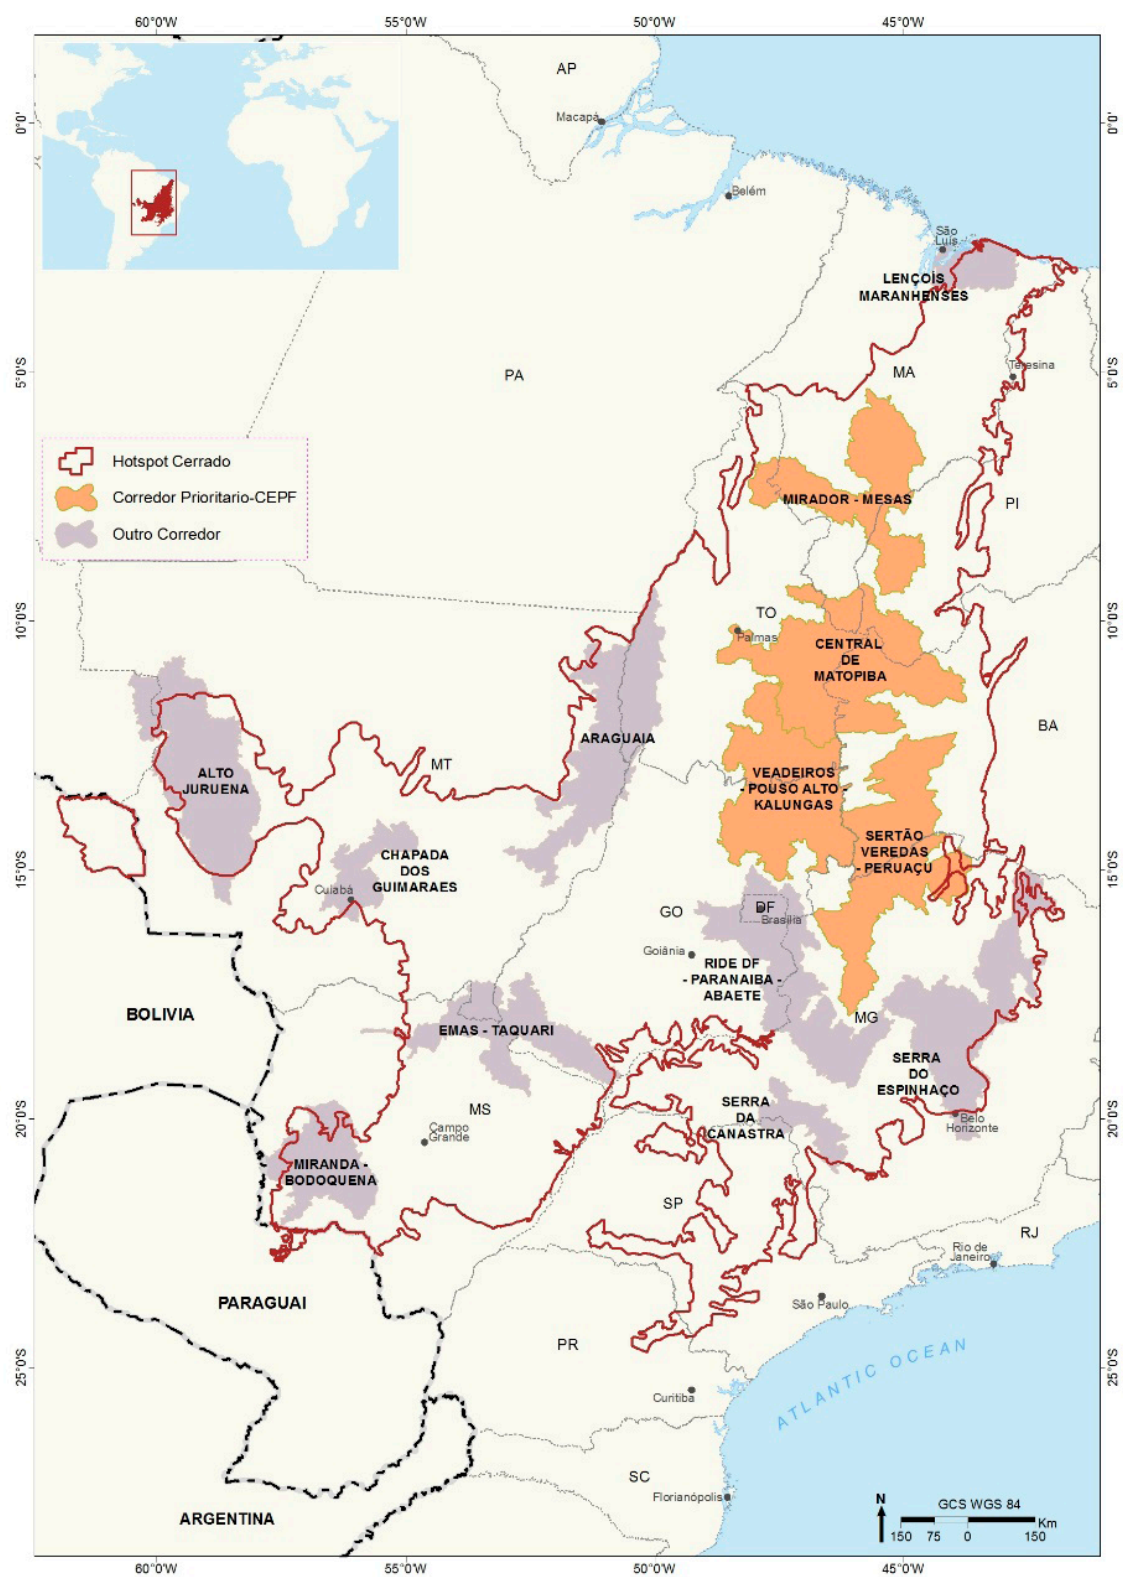 60°0'W 55°0'W 50°0'W 45°0'W
AP
Macapá
0°0'
0°0'
Belém
São
Luís
LENÇOÍS
MARANHENSES
5°0'S
5°0'S
Teresina
MA
PA
Hotspot Cerrado
Corredor Prioritario-CEPF
Outro Corredor
MIRADOR - MESAS
PI
10°0'S
10°0'S
TO
Palmas
CENTRAL
DE
MATOPIBA
BA
ARAGUAIA
MT
ALTO
JURUENA
VEADEIROS
- POUSO ALTO -
KALUNGAS
SERTÃO
VEREDAS
- PERUAÇU
15°0'S
15°0'S
CHAPADA
DOS
GUIMARAES
Cuiabá
GO
DF
Brasília
Goiânia
RIDE DF
- PARANAIBA -
ABAETE
BOLIVIA
EMAS - TAQUARI
MG
SERRA
DO
ESPINHAÇO
SERRA
DA
CANASTRA
MS
20°0'S
20°0'S
Campo
Grande
Belo
Horizonte
MIRANDA -
BODOQUENA
SP
RJ
Rio de
Janeiro
PARAGUAI
São Paulo
PR
25°0'S
25°0'S
Curitiba
ATLANTIC OCEAN
SC
Florianópolis
ARGENTINA
N
GCS WGS 84
150 75 0 150
Km
60°0'W 55°0'W 50°0'W 45°0'W